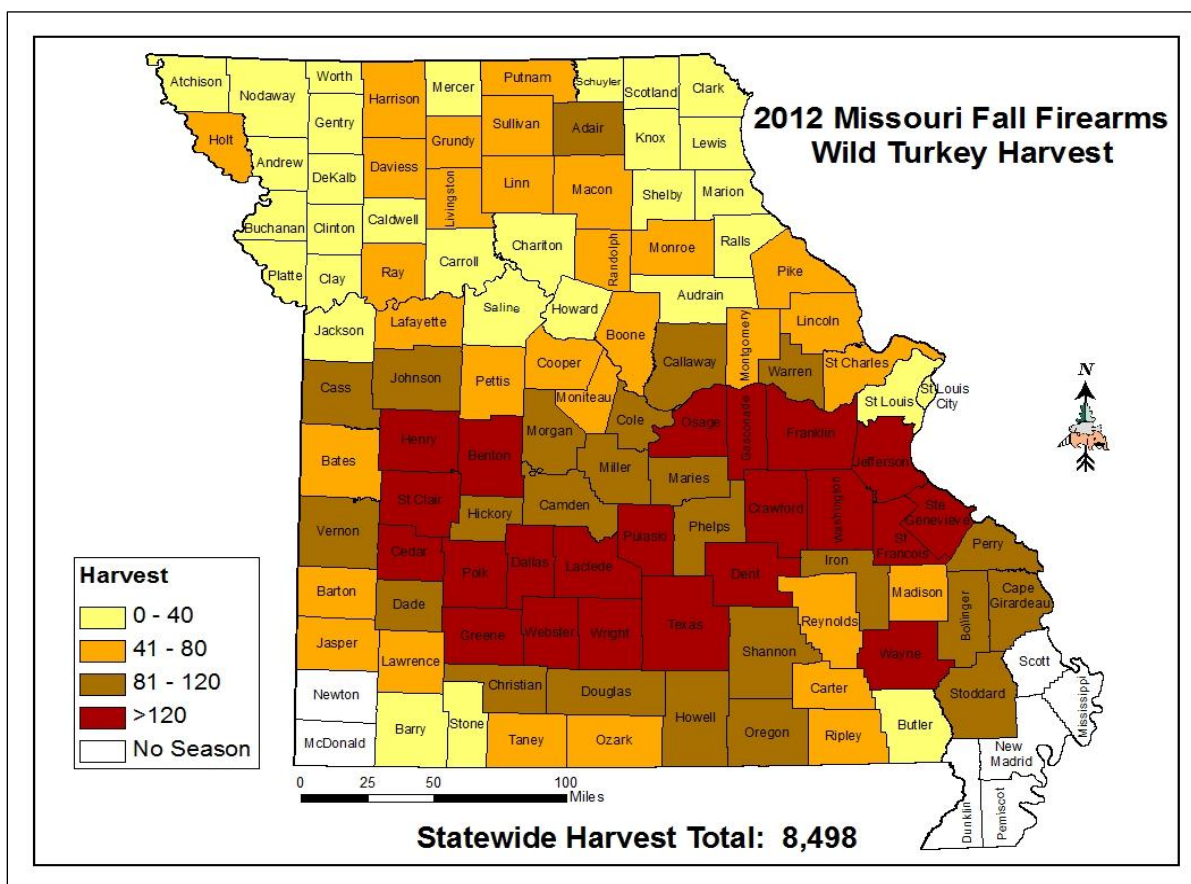 2012 Missouri Fall Firearms
Wild Turkey Harvest
Atchison
Nodaway
Worth
Harrison
Mercer
Putnam
Schuyler
Scotland
Clark
Holt
Gentry
Grundy
Sullivan
Adair
Knox
Lewis
Andrew
DeKalb
Daviess
Livingston
Linn
Macon
Shelby
Marion
Buchanan
Clinton
Caldwell
Chariton
Randolph
Monroe
Ralls
Platte
Clay
Ray
Carroll
Pike
Jackson
Lafayette
Saline
Howard
Boone
Audrain
Lincoln
Cass
Johnson
Pettis
Cooper
Moniteau
Callaway
Montgomery
Warren
St Charles
St Louis
St Louis
City
N
Bates
Henry
Benton
Morgan
Cole
Osage
Gasconade
Franklin
Jefferson
Miller
Maries
Vernon
St Clair
Hickory
Camden
Pulaski
Phelps
Crawford
Washington
St
Francois
Ste
Genevieve
Perry
Cedar
Polk
Dallas
Laclede
Dent
Iron
Madison
Bollinger
Cape
Girardeau
Barton
Dade
Greene
Webster
Wright
Texas
Shannon
Reynolds
Wayne
Scott
Mississippi
Jasper
Lawrence
Christian
Douglas
Howell
Carter
Stoddard
Newton
McDonald
Barry
Stone
Taney
Ozark
Oregon
Ripley
Butler
New
Madrid
Dunklin
Pemiscot
Harvest
0 - 40
41 - 80
81 - 120
>120
No Season
0 25 50 100
Miles
Statewide Harvest Total: 8,498